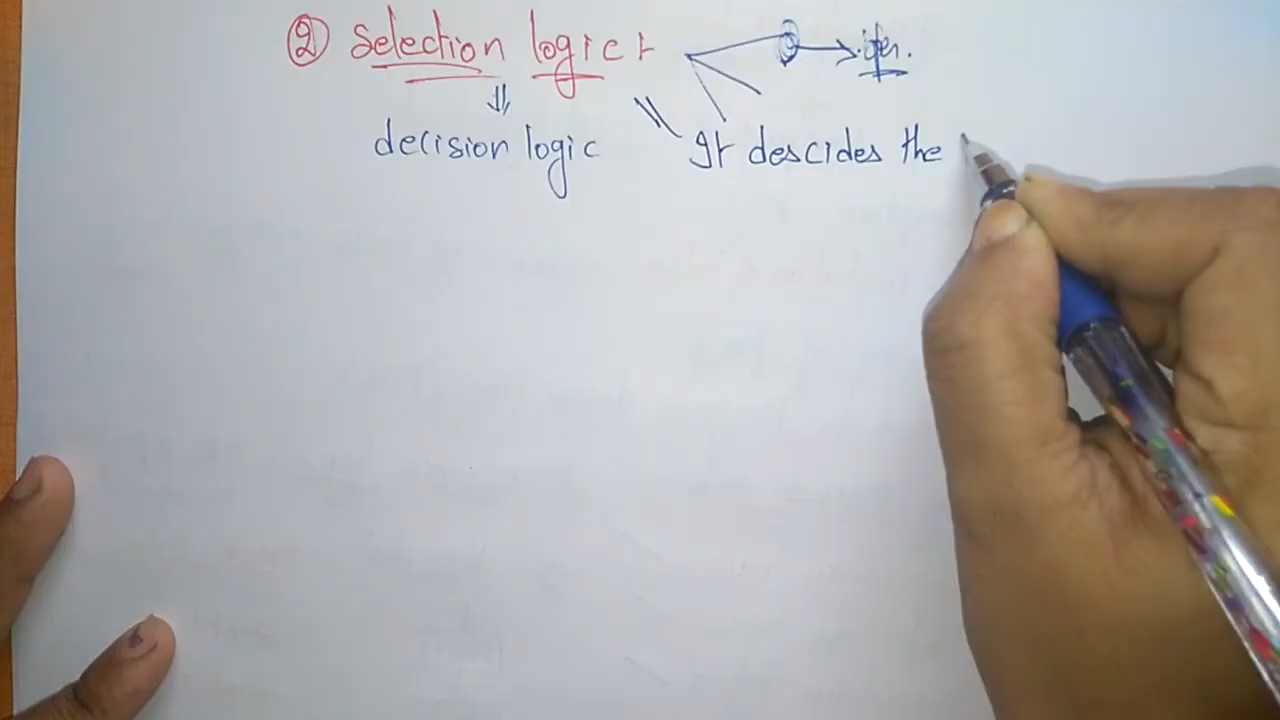 ② Selection logic :-
decision logic
It descides the